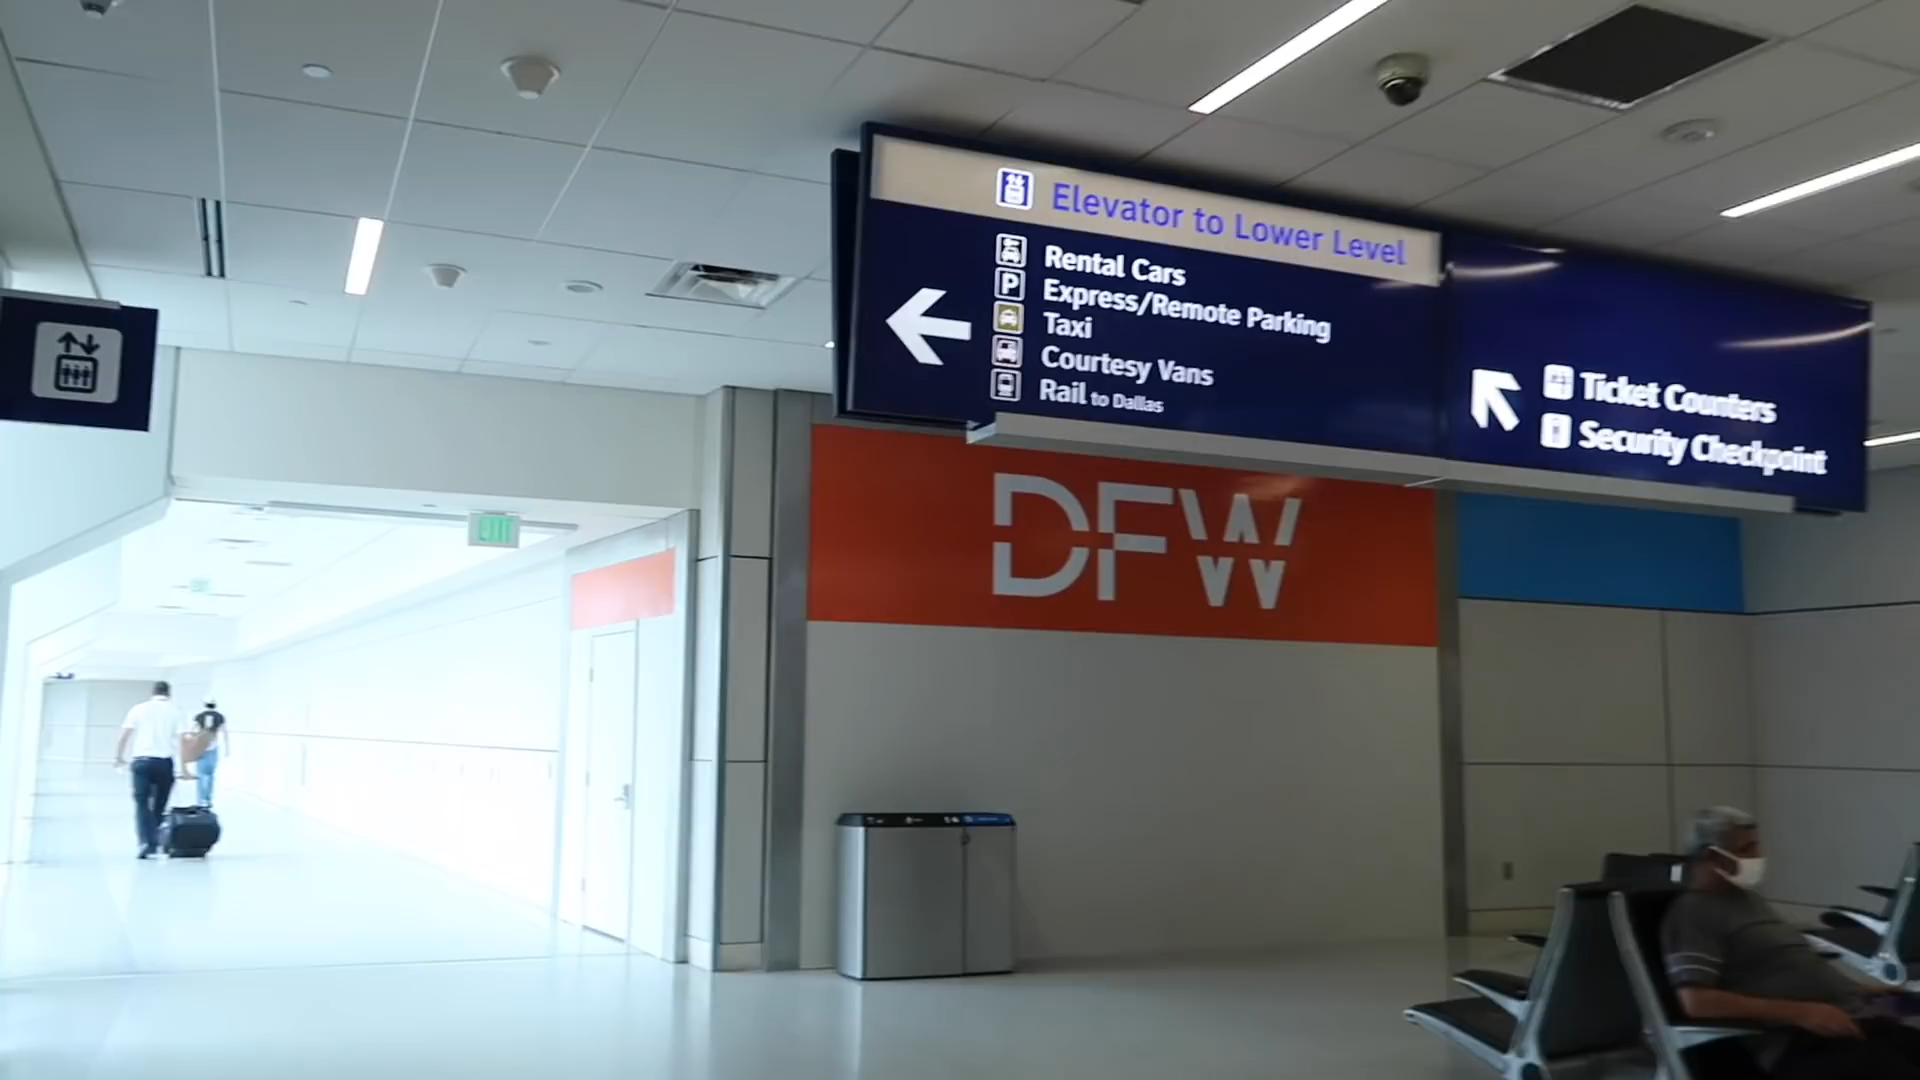 Elevator to Lower Level
Rental Cars
P Express/Remote Parking
Taxi
Courtesy Vans
Rail to Dallas
Ticket Counters
Security Checkpoint
EXIT
DFW